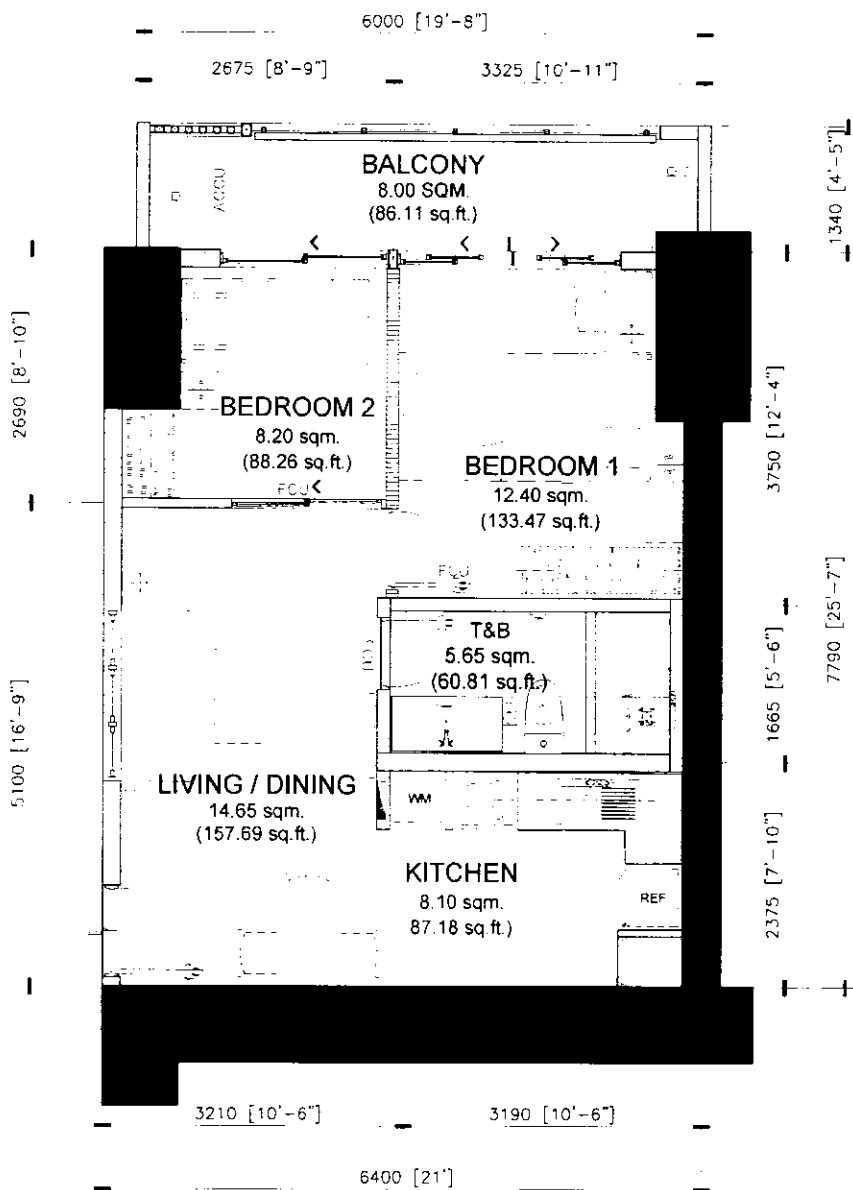 6000 [19'-8"]
2675 [8'-9"]
3325 [10'-11"]
BALCONY
8.00 SQM.
(86.11 sq.ft.)
ACCU
1340 [4'-5"]
2690 [8'-10"]
BEDROOM 2
8.20 sqm.
(88.26 sq.ft.)
FCU
BEDROOM 1
12.40 sqm.
(133.47 sq.ft.)
FCU
3750 [12'-4"]
T&B
5.65 sqm.
(60.81 sq.ft.)
1665 [5'-6"]
7790 [25'-7"]
5100 [16'-9"]
LIVING / DINING
14.65 sqm.
(157.69 sq.ft.)
WM
KITCHEN
8.10 sqm.
87.18 sq.ft.)
REF
2375 [7'-10"]
3210 [10'-6"]
3190 [10'-6"]
6400 [21']